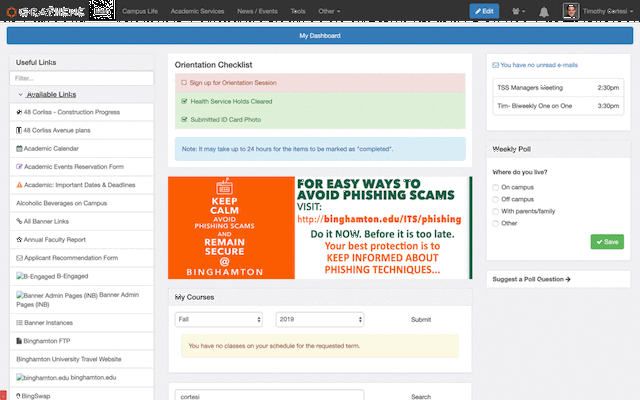 Campus Life
Academic Services
News / Events
Tools
Other
Edit
Timothy Cortesi
My Dashboard
Useful Links
Filter...
Available Links
48 Corliss - Construction Progress
48 Corliss Avenue plans
Academic Calendar
Academic Events Reservation Form
Academic: Important Dates & Deadlines
Alcoholic Beverages on Campus
All Banner Links
Annual Faculty Report
Applicant Recommendation Form
B-Engaged B-Engaged
Banner Admin Pages (INB) Banner Admin
Pages (INB)
Banner Instances
Binghamton FTP
Binghamton University Travel Website
binghamton.edu binghamton.edu
BingSwap
Orientation Checklist
Sign up for Orientation Session
Health Service Holds Cleared
Submitted ID Card Photo
Note: It may take up to 24 hours for the items to be marked as "completed".
KEEP
CALM
AVOID
PHISHING SCAMS
AND
REMAIN
SECURE
@
BINGHAMTON
FOR EASY WAYS TO
AVOID PHISHING SCAMS
VISIT:
http://binghamton.edu/ITS/phishing
Do it NOW. Before it is too late.
Your best protection is to
KEEP INFORMED ABOUT
PHISHING TECHNIQUES...
My Courses
Fall
2019
Submit
You have no classes on your schedule for the requested term.
cortesi
Search
You have no unread e-mails
TSS Managers Meeting 2:30pm
Tim- Biweekly One on One 3:30pm
Weekly Poll
Where do you live?
On campus
Off campus
With parents/family
Other
Save
Suggest a Poll Question